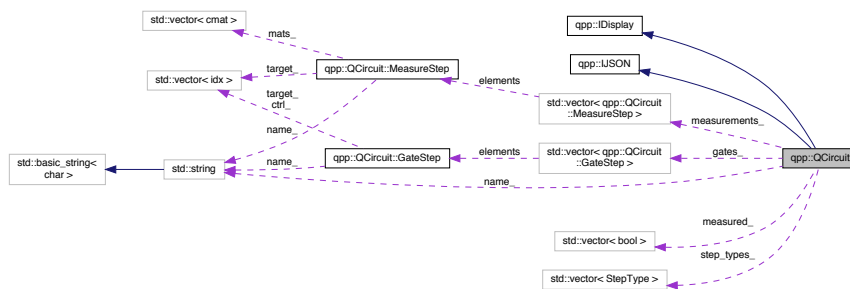 std::vector< cmat >
qpp::IDisplay
mats_
qpp::IJSON
std::vector< idx >
target_
qpp::QCircuit::MeasureStep
elements
target_
ctrl_
std::vector< qpp::QCircuit
::MeasureStep >
measurements_
name_
std::basic_string<
char >
std::string
name_
qpp::QCircuit::GateStep
elements
std::vector< qpp::QCircuit
::GateStep >
gates_
qpp::QCircuit
name_
measured_
std::vector< bool >
step_types_
std::vector< StepType >